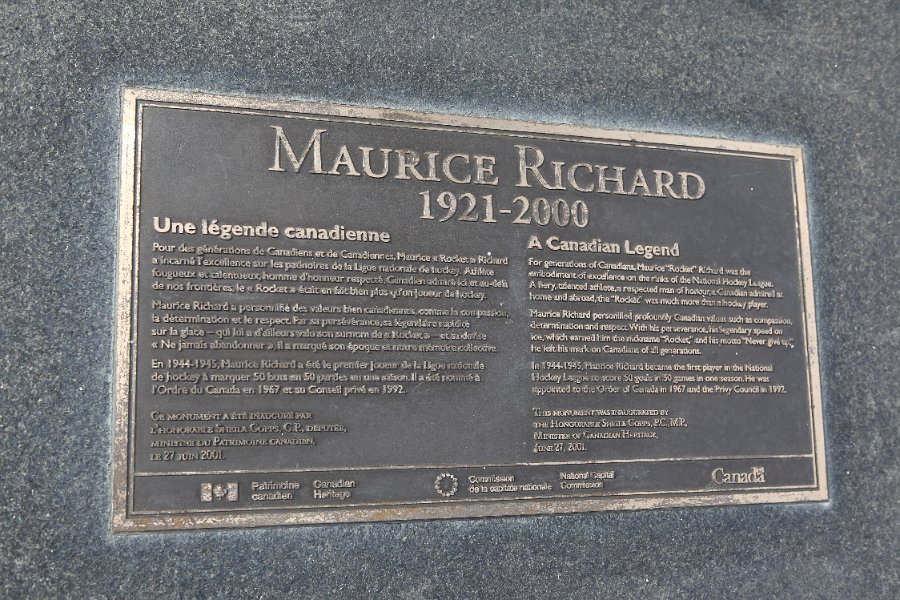 MAURICE RICHARD
1921-2000
Une légende canadienne
Pour des générations de Canadiens et de Canadiennes, Maurice « Rocket » Richard
a incarné l'excellence sur les patinoires de la Ligue nationale de hockey. Athlète
fougueux et talentueux, homme d'honneur respecté, Canadien admiré ici et au-delà
de nos frontières, le « Rocket » était en fait bien plus qu'un joueur de hockey.
Maurice Richard a personnifié des valeurs bien canadiennes, comme la compassion,
la détermination et le respect. Par sa persévérance, sa légendaire rapidité
sur la glace – qui lui a d'ailleurs valu son surnom de « Rocket » – et sa devise
« Ne jamais abandonner », il a marqué son époque et notre mémoire collective.
En 1944-1945, Maurice Richard a été le premier joueur de la Ligue nationale
de hockey à marquer 50 buts en 50 parties en une saison. Il a été nommé à
l'Ordre du Canada en 1967 et au Conseil privé en 1992.
CE MONUMENT A ÉTÉ INAUGURÉ PAR
L'HONORABLE SHEILA COPPS, C.P., DÉPUTÉE,
MINISTRE DU PATRIMOINE CANADIEN,
LE 27 JUIN 2001.
A Canadian Legend
For generations of Canadians, Maurice "Rocket" Richard was the
embodiment of excellence on the rinks of the National Hockey League.
A fiery, talented athlete, a respected man of honour, a Canadian admired at
home and abroad, the "Rocket" was much more than a hockey player.
Maurice Richard personified profoundly Canadian values such as compassion,
determination and respect. With his perseverance, his legendary speed on
ice, which earned him the nickname "Rocket," and his motto "Never give up",
he left his mark on Canadians of all generations.
In 1944-1945, Maurice Richard became the first player in the National
Hockey League to score 50 goals in 50 games in one season. He was
appointed to the Order of Canada in 1967 and the Privy Council in 1992.
THIS MONUMENT WAS INAUGURATED BY
THE HONOURABLE SHEILA COPPS, P.C., M.P.,
MINISTER OF CANADIAN HERITAGE,
JUNE 27, 2001.
Patrimoine canadien
Canadian Heritage
Commission de la capitale nationale
National Capital Commission
Canada